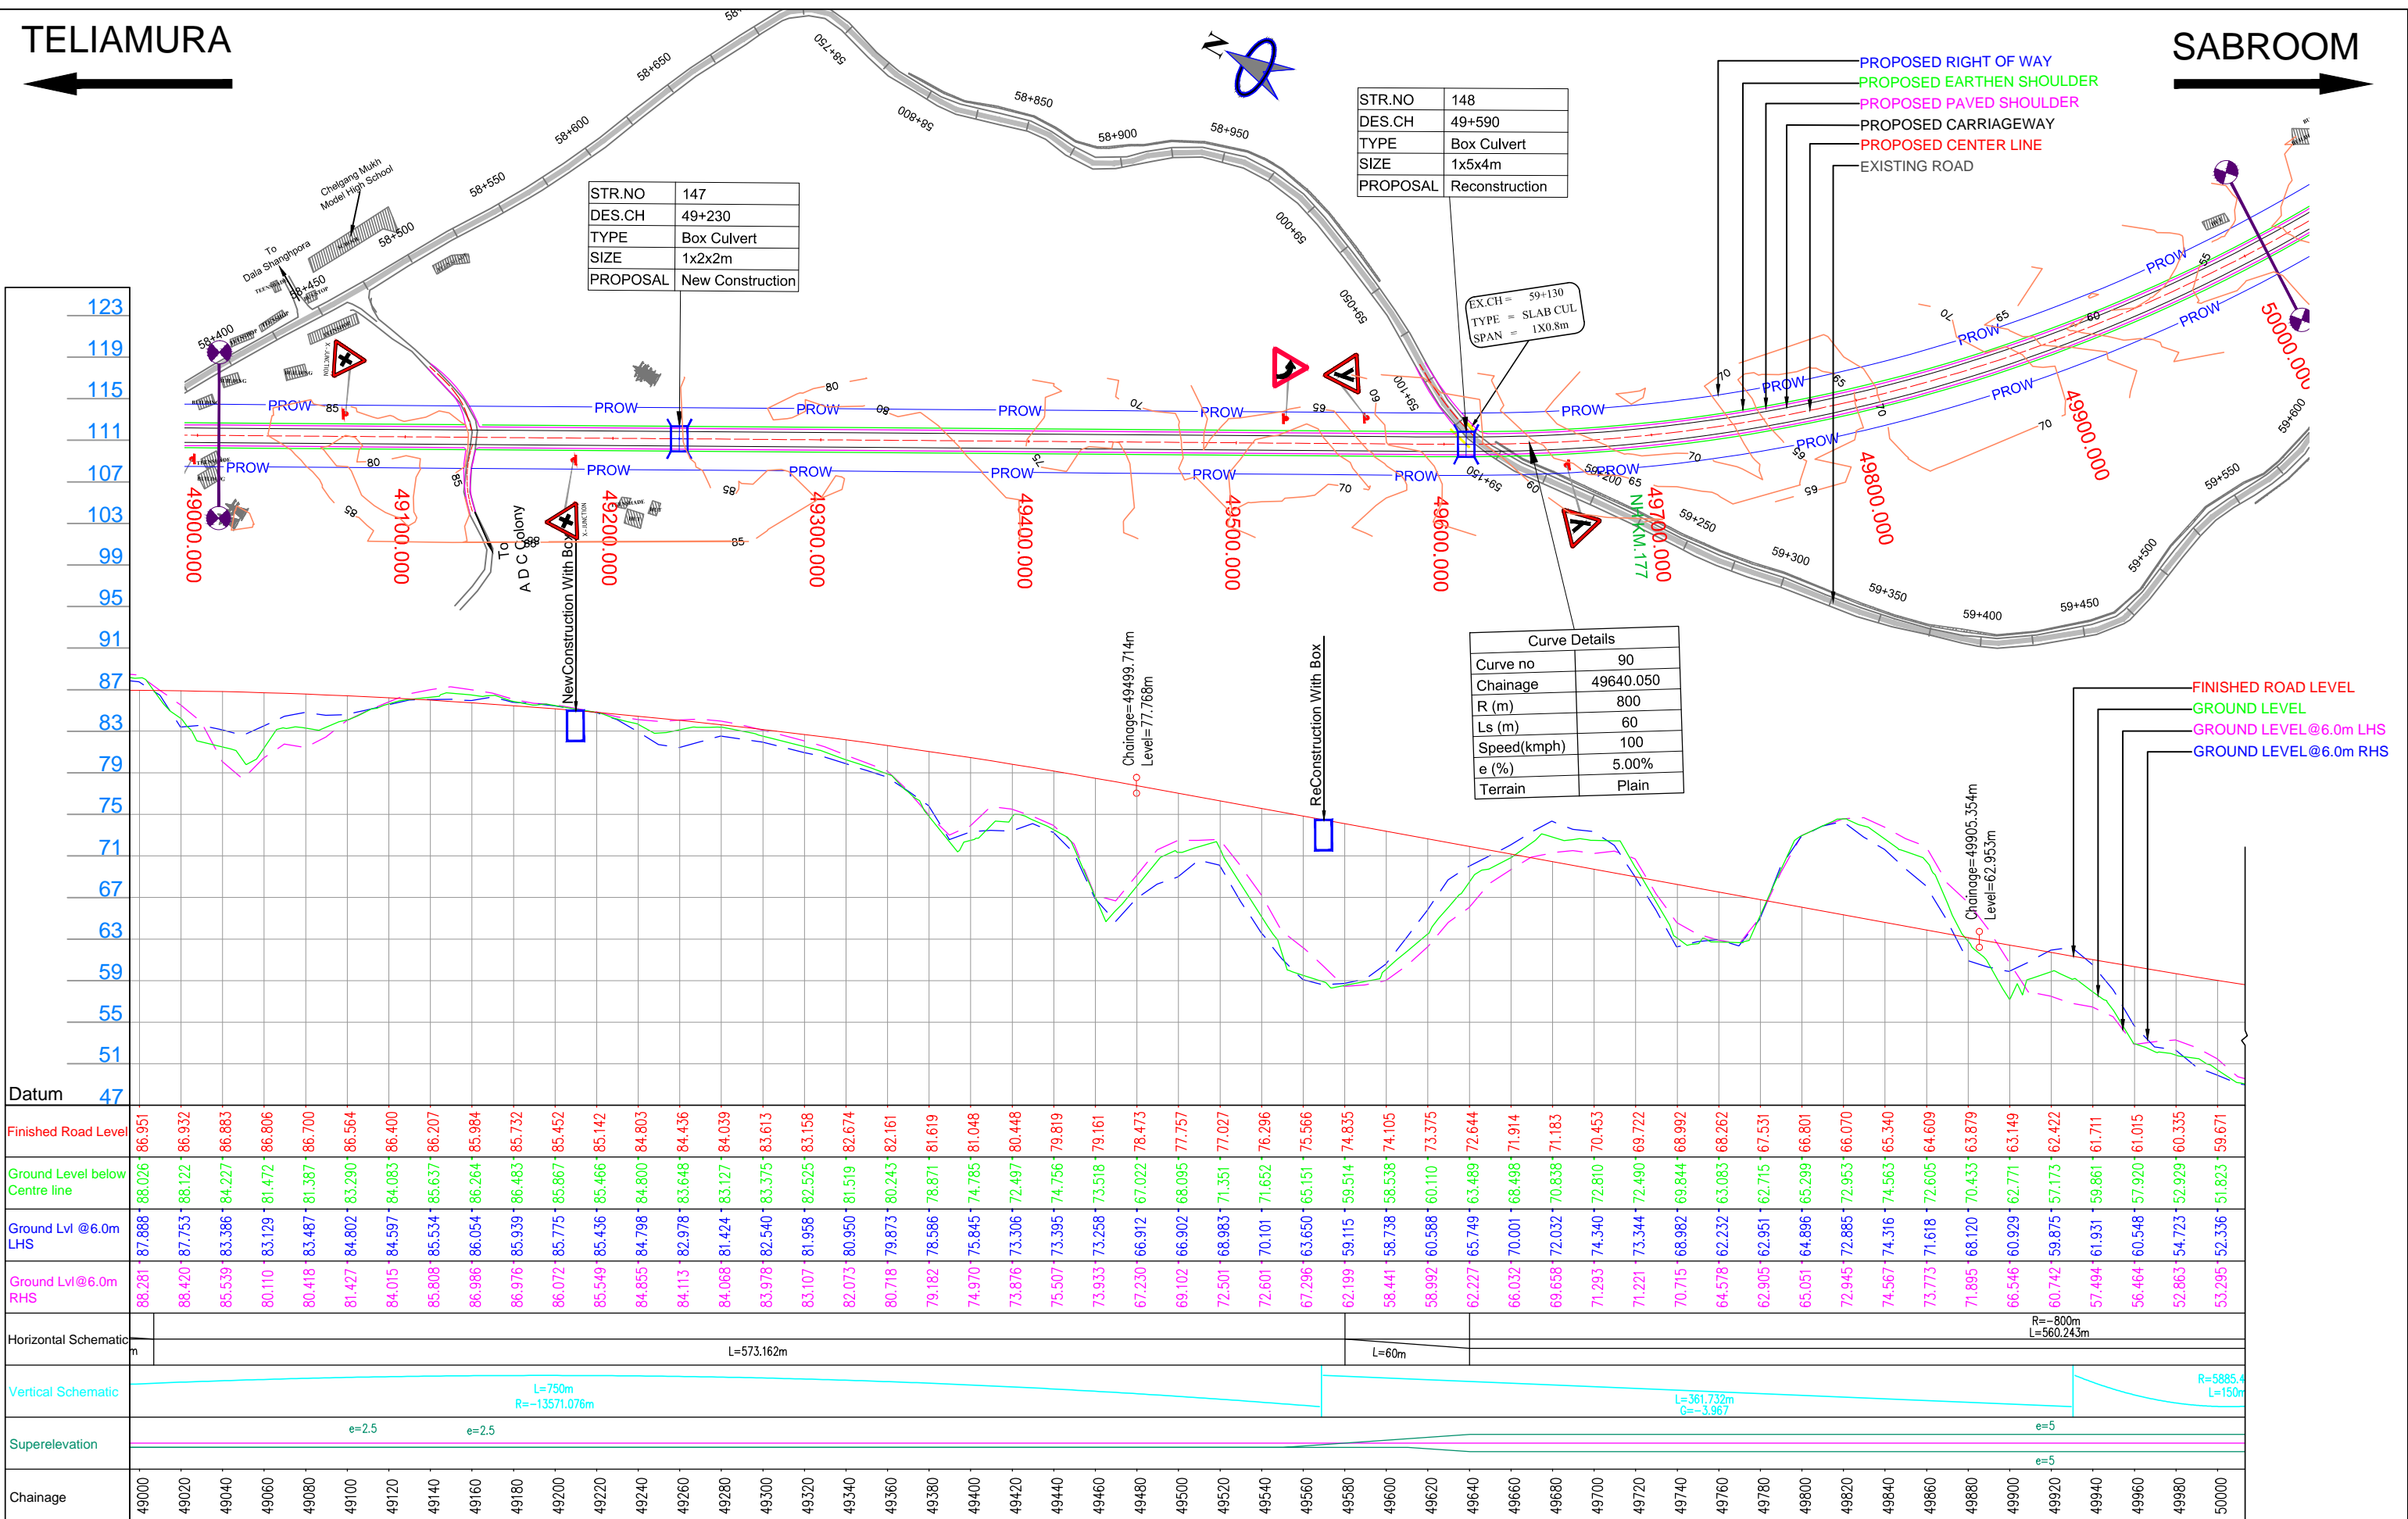 TELIAMURA
SABROOM
N
PROPOSED RIGHT OF WAY
PROPOSED EARTHEN SHOULDER
PROPOSED PAVED SHOULDER
PROPOSED CARRIAGEWAY
PROPOSED CENTER LINE
EXISTING ROAD
STR.NO 147
DES.CH 49+230
TYPE Box Culvert
SIZE 1x2x2m
PROPOSAL New Construction
STR.NO 148
DES.CH 49+590
TYPE Box Culvert
SIZE 1x5x4m
PROPOSAL Reconstruction
EX.CH = 59+130
TYPE = SLAB CUL
SPAN = 1X0.8m
Chelgang Mukh
Model High School
To
Dala Shanghpora
58+400
58+450
58+500
58+550
58+600
58+650
58+750
58+800
58+850
58+900
58+950
59+000
59+050
59+100
59+150
59+200
59+250
59+300
59+350
59+400
59+450
59+500
59+550
59+600
PROW PROW PROW PROW PROW PROW PROW PROW PROW PROW
PROW PROW PROW PROW PROW PROW PROW PROW PROW PROW
X-JUNCTION
X-JUNCTION
To
A D C Colony
49000.000
49100.000
49200.000
49300.000
49400.000
49500.000
49600.000
49700.000
49800.000
49900.000
50000.000
NH KM.177
NewConstruction With Box
ReConstruction With Box
Chainage=49499.714m
Level=77.768m
Chainage=49905.354m
Level=62.953m
Curve Details
Curve no 90
Chainage 49640.050
R (m) 800
Ls (m) 60
Speed(kmph) 100
e (%) 5.00%
Terrain Plain
FINISHED ROAD LEVEL
GROUND LEVEL
GROUND LEVEL@6.0m LHS
GROUND LEVEL@6.0m RHS
123
119
115
111
107
103
99
95
91
87
83
79
75
71
67
63
59
55
51
Datum 47
Finished Road Level 86.951 86.932 86.883 86.806 86.700 86.564 86.400 86.207 85.984 85.732 85.452 85.142 84.803 84.436 84.039 83.613 83.158 82.674 82.161 81.619 81.048 80.448 79.819 79.161 78.473 77.757 77.027 76.296 75.566 74.835 74.105 73.375 72.644 71.914 71.183 70.453 69.722 68.992 68.262 67.531 66.801 66.070 65.340 64.609 63.879 63.149 62.422 61.711 61.015 60.335 59.671
Ground Level below
Centre line 88.026 88.122 84.227 81.472 81.367 83.290 84.083 85.637 86.264 86.483 85.867 85.466 84.800 83.648 83.127 83.375 82.525 81.519 80.243 78.871 74.785 72.497 74.756 73.518 67.022 68.095 71.351 71.652 65.151 59.514 58.538 60.110 63.489 68.498 70.838 72.810 72.490 69.844 63.083 62.715 65.299 72.953 74.563 72.605 70.433 62.771 57.173 59.861 57.920 52.929 51.823
Ground Lvl @6.0m
LHS 87.888 87.753 83.386 83.129 83.487 84.802 84.597 85.534 86.054 85.939 85.775 85.436 84.798 82.978 81.424 82.540 81.958 80.950 79.873 78.586 75.845 73.306 73.395 73.258 66.912 66.902 68.983 70.101 63.650 59.115 58.738 60.588 65.749 70.001 72.032 74.340 73.344 68.982 62.232 62.951 64.896 72.885 74.316 71.618 68.120 60.929 59.875 61.931 60.548 54.723 52.336
Ground Lvl@6.0m
RHS 88.281 88.420 85.539 80.110 80.418 81.427 84.015 85.808 86.986 86.976 86.072 85.549 84.855 84.113 84.068 83.978 83.107 82.073 80.718 79.182 74.970 73.876 75.507 73.933 67.230 69.102 72.501 72.601 67.296 62.199 58.441 58.992 62.227 66.032 69.658 71.293 71.221 70.715 64.578 62.905 65.051 72.945 74.567 73.773 71.895 66.546 60.742 57.494 56.464 52.863 53.295
Horizontal Schematic m L=573.162m L=60m R=-800m
L=560.243m
Vertical Schematic L=750m
R=-13571.076m
L=361.732m
G=-3.967
R=5885.4
L=150m
Superelevation e=2.5 e=2.5 e=5
e=5
Chainage 49000 49020 49040 49060 49080 49100 49120 49140 49160 49180 49200 49220 49240 49260 49280 49300 49320 49340 49360 49380 49400 49420 49440 49460 49480 49500 49520 49540 49560 49580 49600 49620 49640 49660 49680 49700 49720 49740 49760 49780 49800 49820 49840 49860 49880 49900 49920 49940 49960 49980 50000